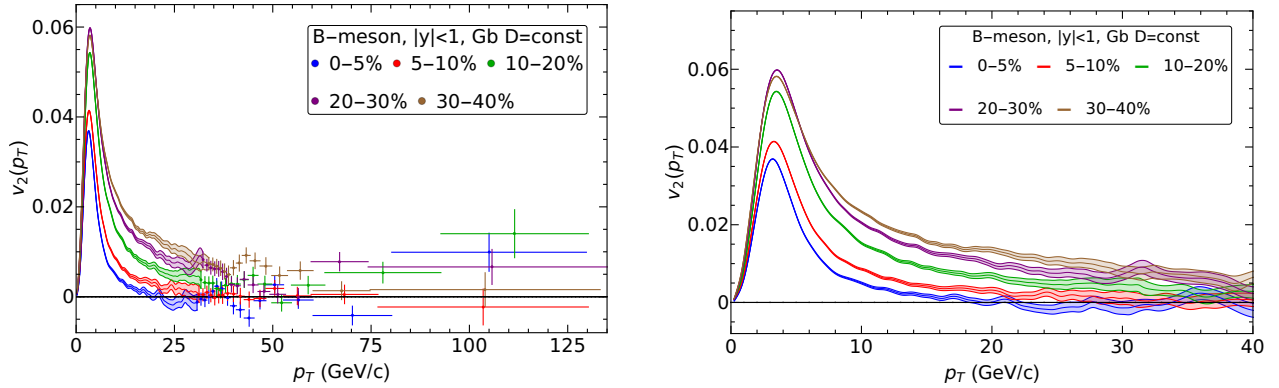 B−meson, |y|<1, Gb D=const
0−5% 5−10% 10−20%
20−30% 30−40%
v2(pT)
0.06
0.04
0.02
0
0 25 50 75 100 125
pT (GeV/c)
B−meson, |y|<1, Gb D=const
0−5% 5−10% 10−20%
20−30% 30−40%
v2(pT)
0.06
0.04
0.02
0.00
0 10 20 30 40
pT (GeV/c)